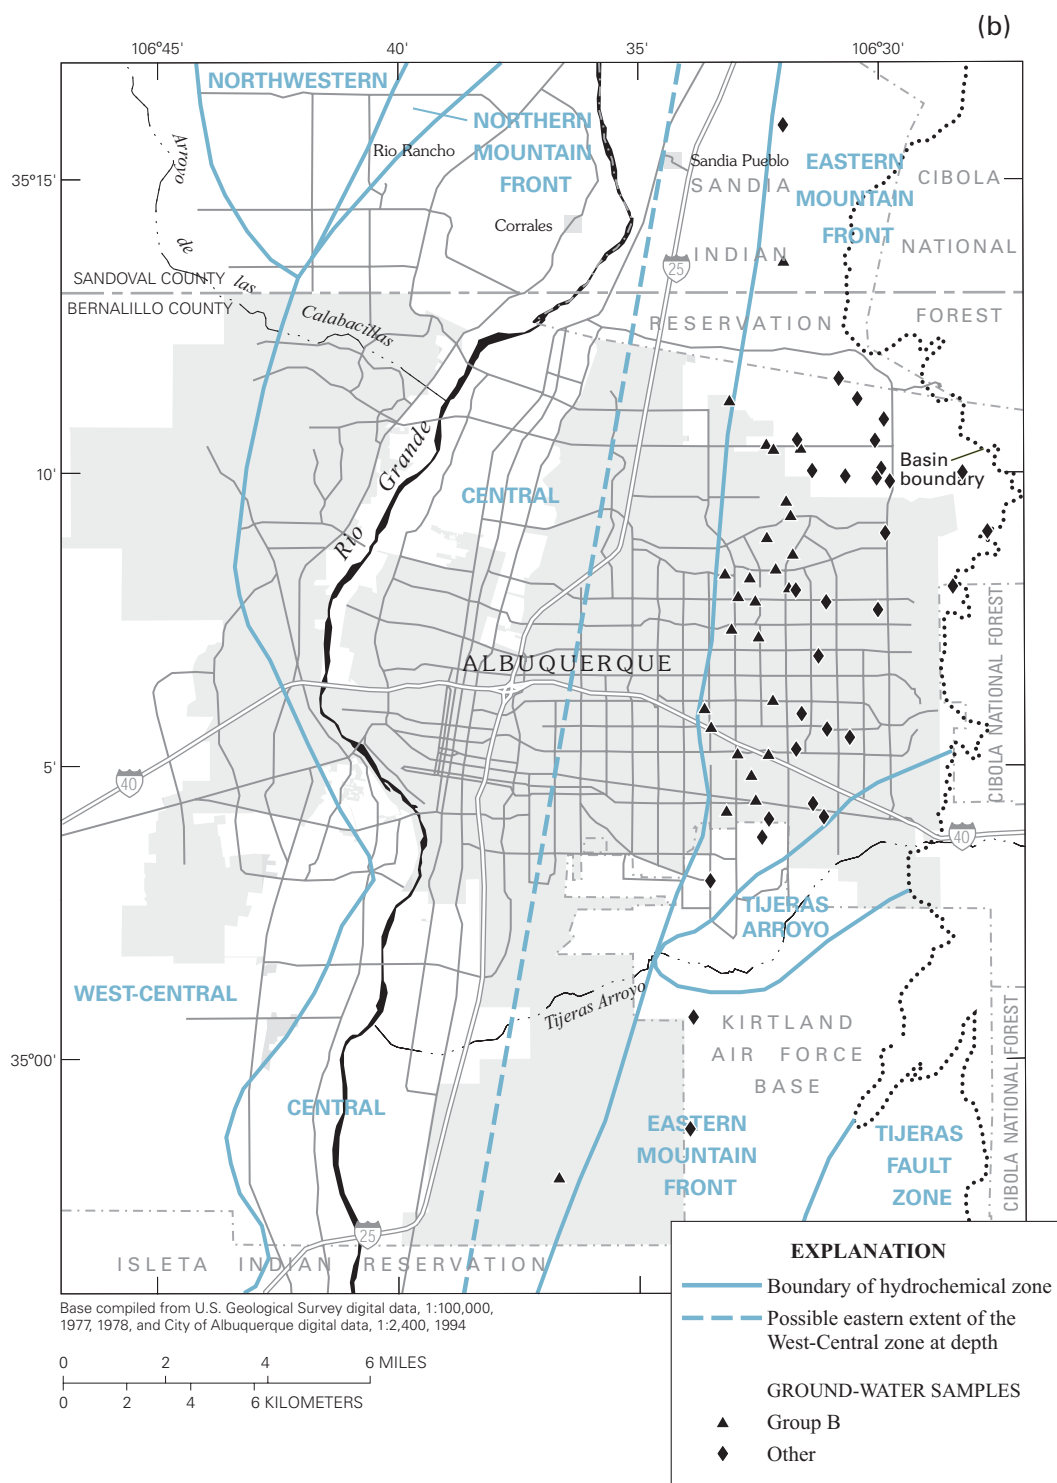 (b)
106°45'
40'
35'
106°30'
NORTHWESTERN
NORTHERN
MOUNTAIN
FRONT
Arroyo
de
las
Calabacillas
Rio Rancho
Corrales
Sandia Pueblo
SANDIA
INDIAN
RESERVATION
EASTERN
MOUNTAIN
FRONT
CIBOLA
NATIONAL
FOREST
35°15'
25
SANDOVAL COUNTY
BERNALILLO COUNTY
Rio
Grande
10'
CENTRAL
Basin
boundary
ALBUQUERQUE
CIBOLA NATIONAL FOREST
5'
40
40
TIJERAS
ARROYO
WEST-CENTRAL
Tijeras Arroyo
KIRTLAND
AIR FORCE
BASE
CIBOLA NATIONAL FOREST
35°00'
CENTRAL
EASTERN
MOUNTAIN
FRONT
TIJERAS
FAULT
ZONE
25
ISLETA INDIAN RESERVATION
Base compiled from U.S. Geological Survey digital data, 1:100,000,
1977, 1978, and City of Albuquerque digital data, 1:2,400, 1994
0 2 4 6 MILES
0 2 4 6 KILOMETERS
EXPLANATION
Boundary of hydrochemical zone
Possible eastern extent of the
West-Central zone at depth
GROUND-WATER SAMPLES
Group B
Other